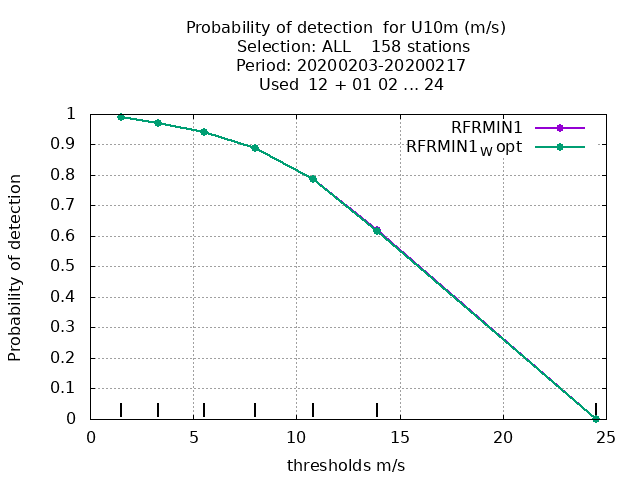 Probability of detection for U10m (m/s)
Selection: ALL 158 stations
Period: 20200203-20200217
Used 12 + 01 02 ... 24
RFRMIN1
RFRMIN1W opt
1
0.9
0.8
0.7
0.6
0.5
0.4
0.3
0.2
0.1
0
Probability of detection
0 5 10 15 20 25
thresholds m/s